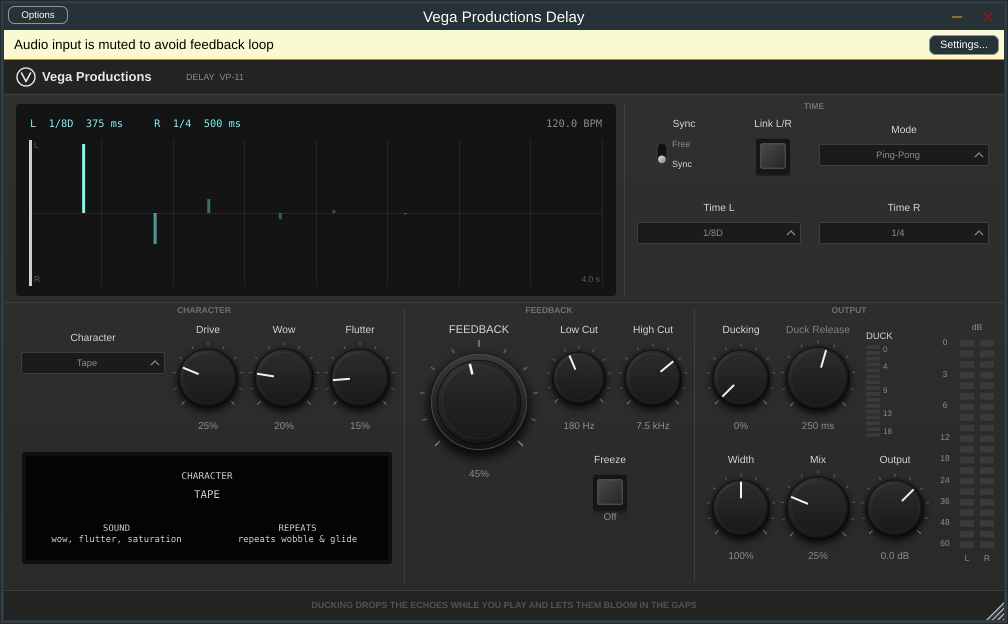 Options
Vega Productions Delay
Audio input is muted to avoid feedback loop
Settings...
Vega Productions
DELAY VP-11
L 1/8D 375 ms R 1/4 500 ms
120.0 BPM
L
R
4.0 s
TIME
Sync
Free
Sync
Link L/R
Mode
Ping-Pong
Time L
1/8D
Time R
1/4
CHARACTER
Character
Tape
Drive
25%
Wow
20%
Flutter
15%
CHARACTER
TAPE
SOUND
wow, flutter, saturation
REPEATS
repeats wobble & glide
FEEDBACK
FEEDBACK
45%
Low Cut
180 Hz
High Cut
7.5 kHz
Freeze
Off
OUTPUT
Ducking
0%
Duck Release
250 ms
DUCK
0
4
9
13
18
Width
100%
Mix
25%
Output
0.0 dB
dB
0
3
6
12
18
24
36
48
60
L R
DUCKING DROPS THE ECHOES WHILE YOU PLAY AND LETS THEM BLOOM IN THE GAPS